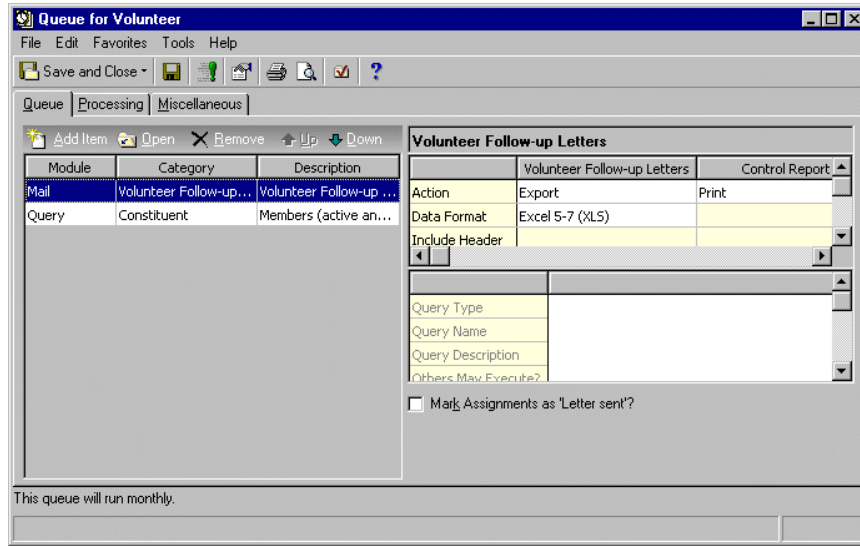 Queue for Volunteer
File Edit Favorites Tools Help
Save and Close
Queue Processing Miscellaneous
Add Item Open Remove Up Down
Module Category Description
Mail Volunteer Follow-up... Volunteer Follow-up ...
Query Constituent Members (active an...
Volunteer Follow-up Letters
Volunteer Follow-up Letters Control Report
Action Export Print
Data Format Excel 5-7 (XLS)
Include Header
Query Type
Query Name
Query Description
Others May Execute?
Mark Assignments as 'Letter sent'?
This queue will run monthly.